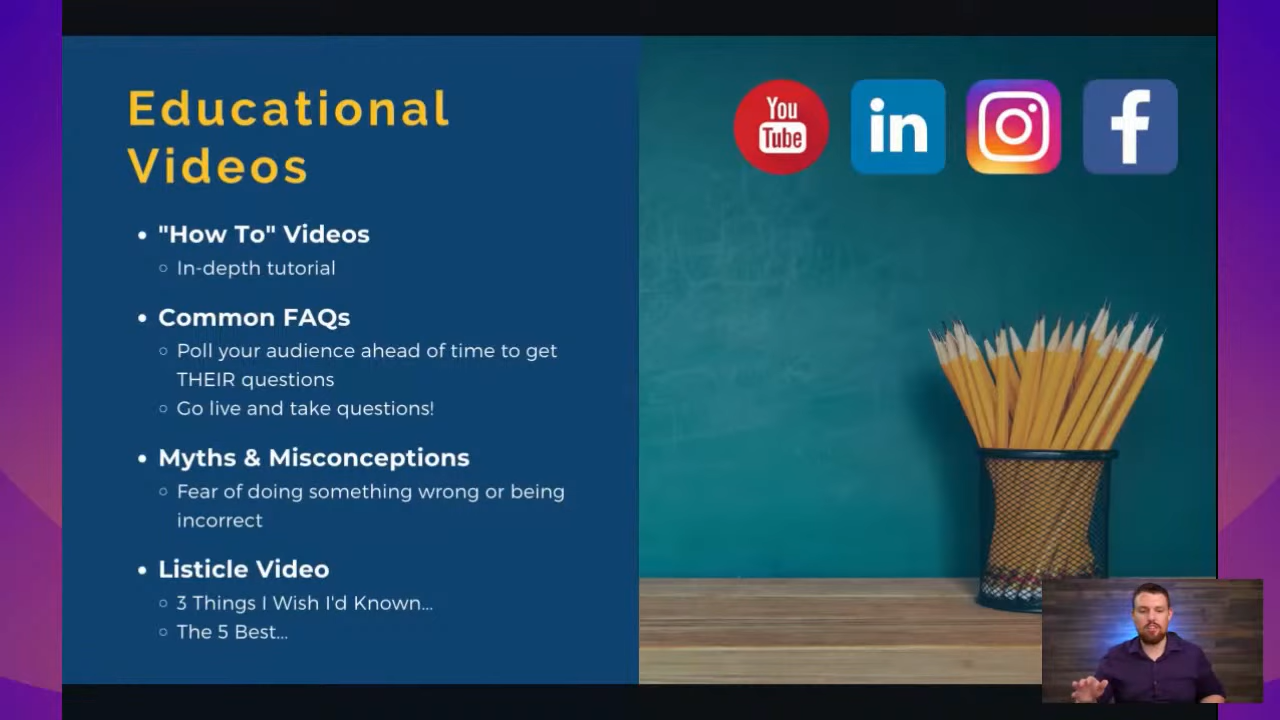 Educational
Videos
• "How To" Videos
○ In-depth tutorial
• Common FAQs
○ Poll your audience ahead of time to get
THEIR questions
○ Go live and take questions!
• Myths & Misconceptions
○ Fear of doing something wrong or being
incorrect
• Listicle Video
○ 3 Things I Wish I'd Known...
○ The 5 Best...
You
Tube
in
f